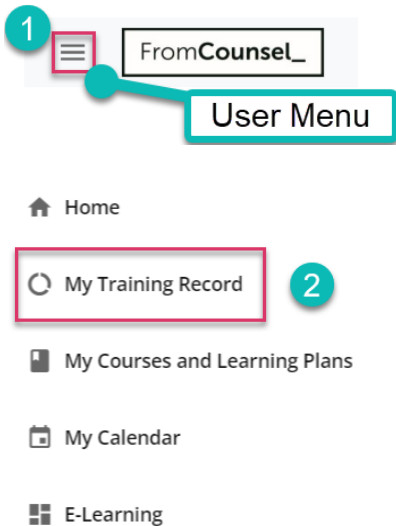 1
FromCounsel_
User Menu
Home
My Training Record
2
My Courses and Learning Plans
My Calendar
E-Learning